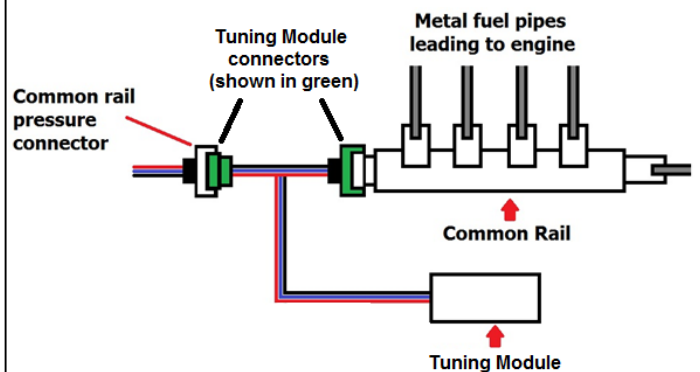 Tuning Module
connectors
(shown in green)
Metal fuel pipes
leading to engine
Common rail
pressure
connector
Common Rail
Tuning Module